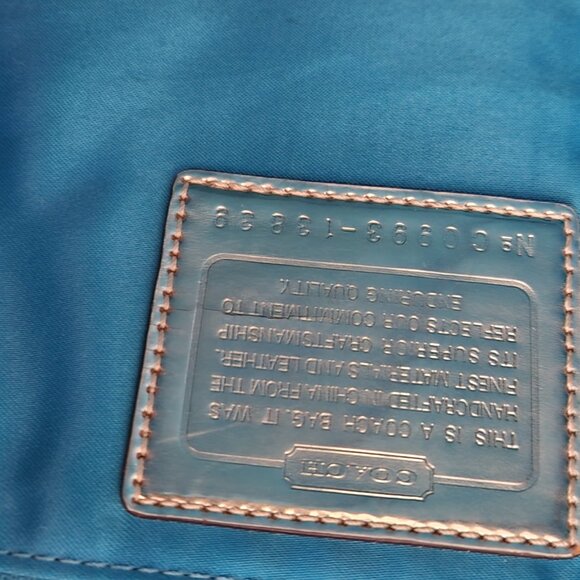 COACH
THIS IS A COACH BAG. IT WAS
HANDCRAFTED IN CHINA FROM THE
FINEST MATERIALS AND LEATHER.
ITS SUPERIOR CRAFTSMANSHIP
REFLECTS OUR COMMITMENT TO
ENDURING QUALITY.
Nº C0993-13839